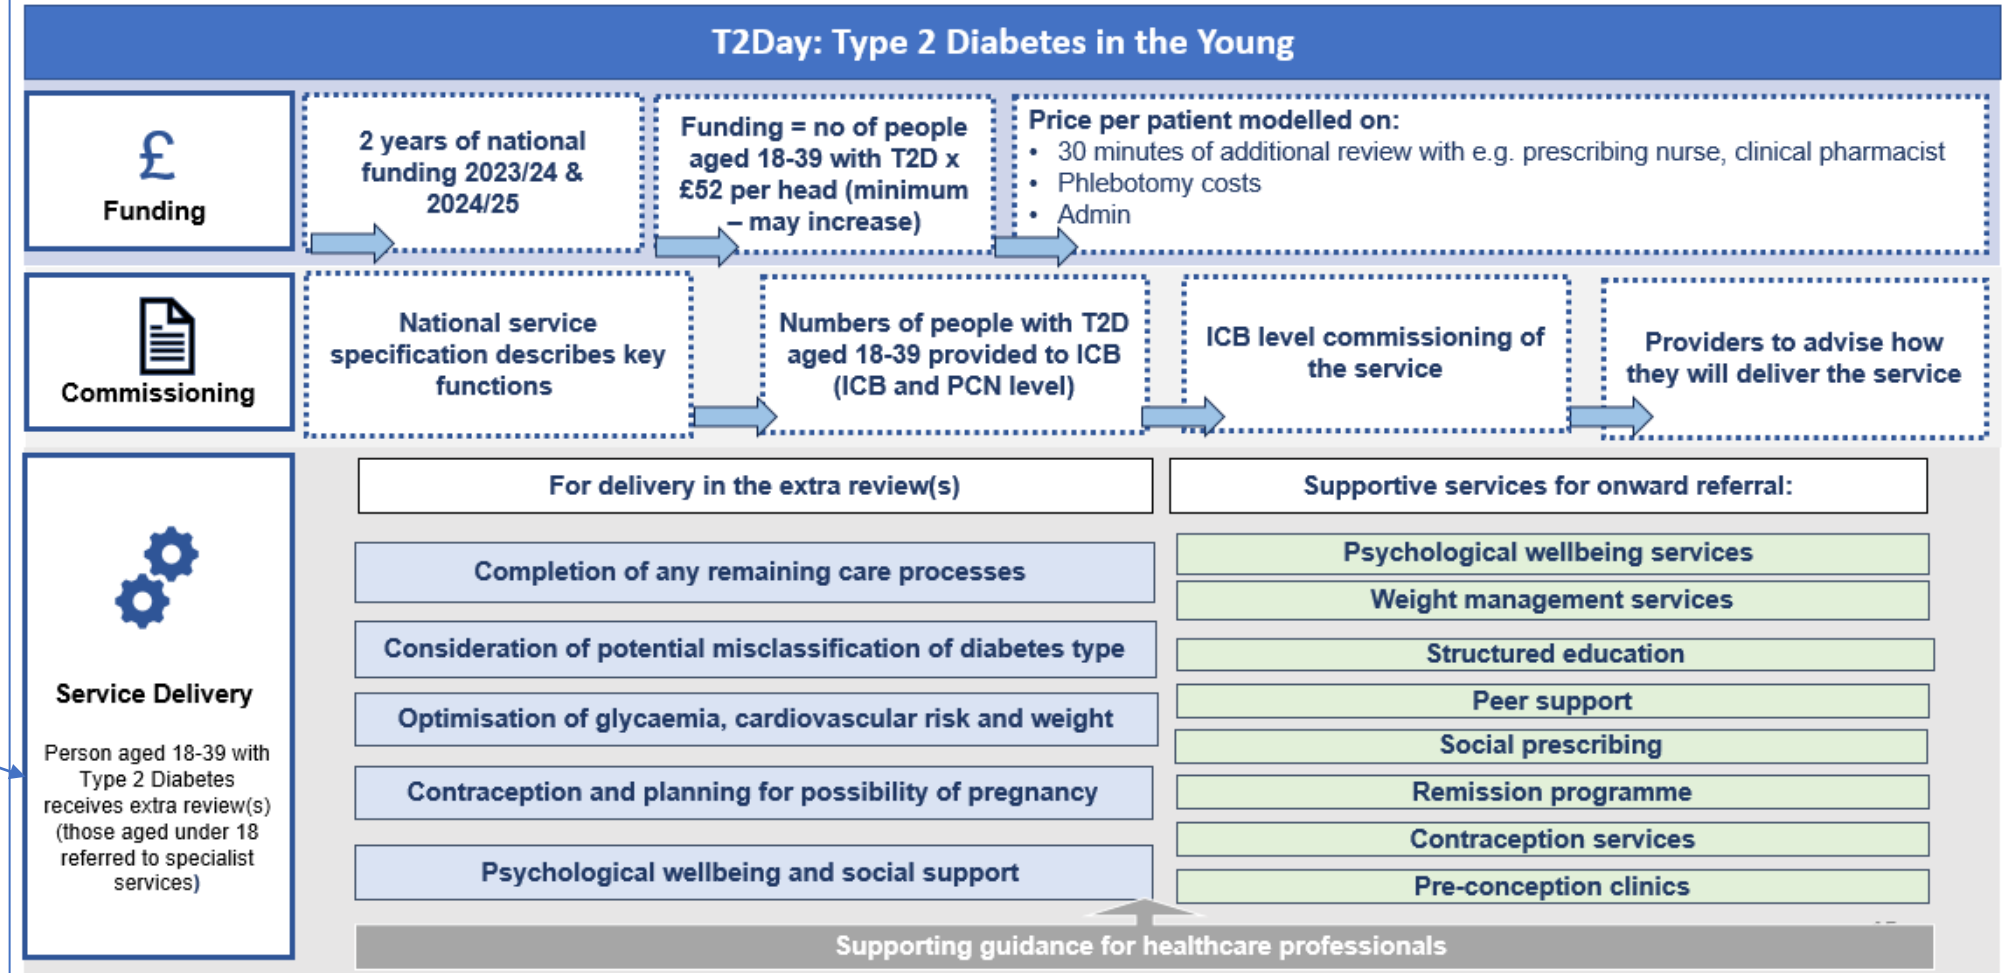 T2Day: Type 2 Diabetes in the Young
£
Funding
2 years of national
funding 2023/24 &
2024/25
Funding = no of people
aged 18-39 with T2D x
£52 per head (minimum
– may increase)
Price per patient modelled on:
• 30 minutes of additional review with e.g. prescribing nurse, clinical pharmacist
• Phlebotomy costs
• Admin
Commissioning
National service
specification describes key
functions
Numbers of people with T2D
aged 18-39 provided to ICB
(ICB and PCN level)
ICB level commissioning of
the service
Providers to advise how
they will deliver the service
Service Delivery
Person aged 18-39 with
Type 2 Diabetes
receives extra review(s)
(those aged under 18
referred to specialist
services)
For delivery in the extra review(s)
Completion of any remaining care processes
Consideration of potential misclassification of diabetes type
Optimisation of glycaemia, cardiovascular risk and weight
Contraception and planning for possibility of pregnancy
Psychological wellbeing and social support
Supportive services for onward referral:
Psychological wellbeing services
Weight management services
Structured education
Peer support
Social prescribing
Remission programme
Contraception services
Pre-conception clinics
Supporting guidance for healthcare professionals